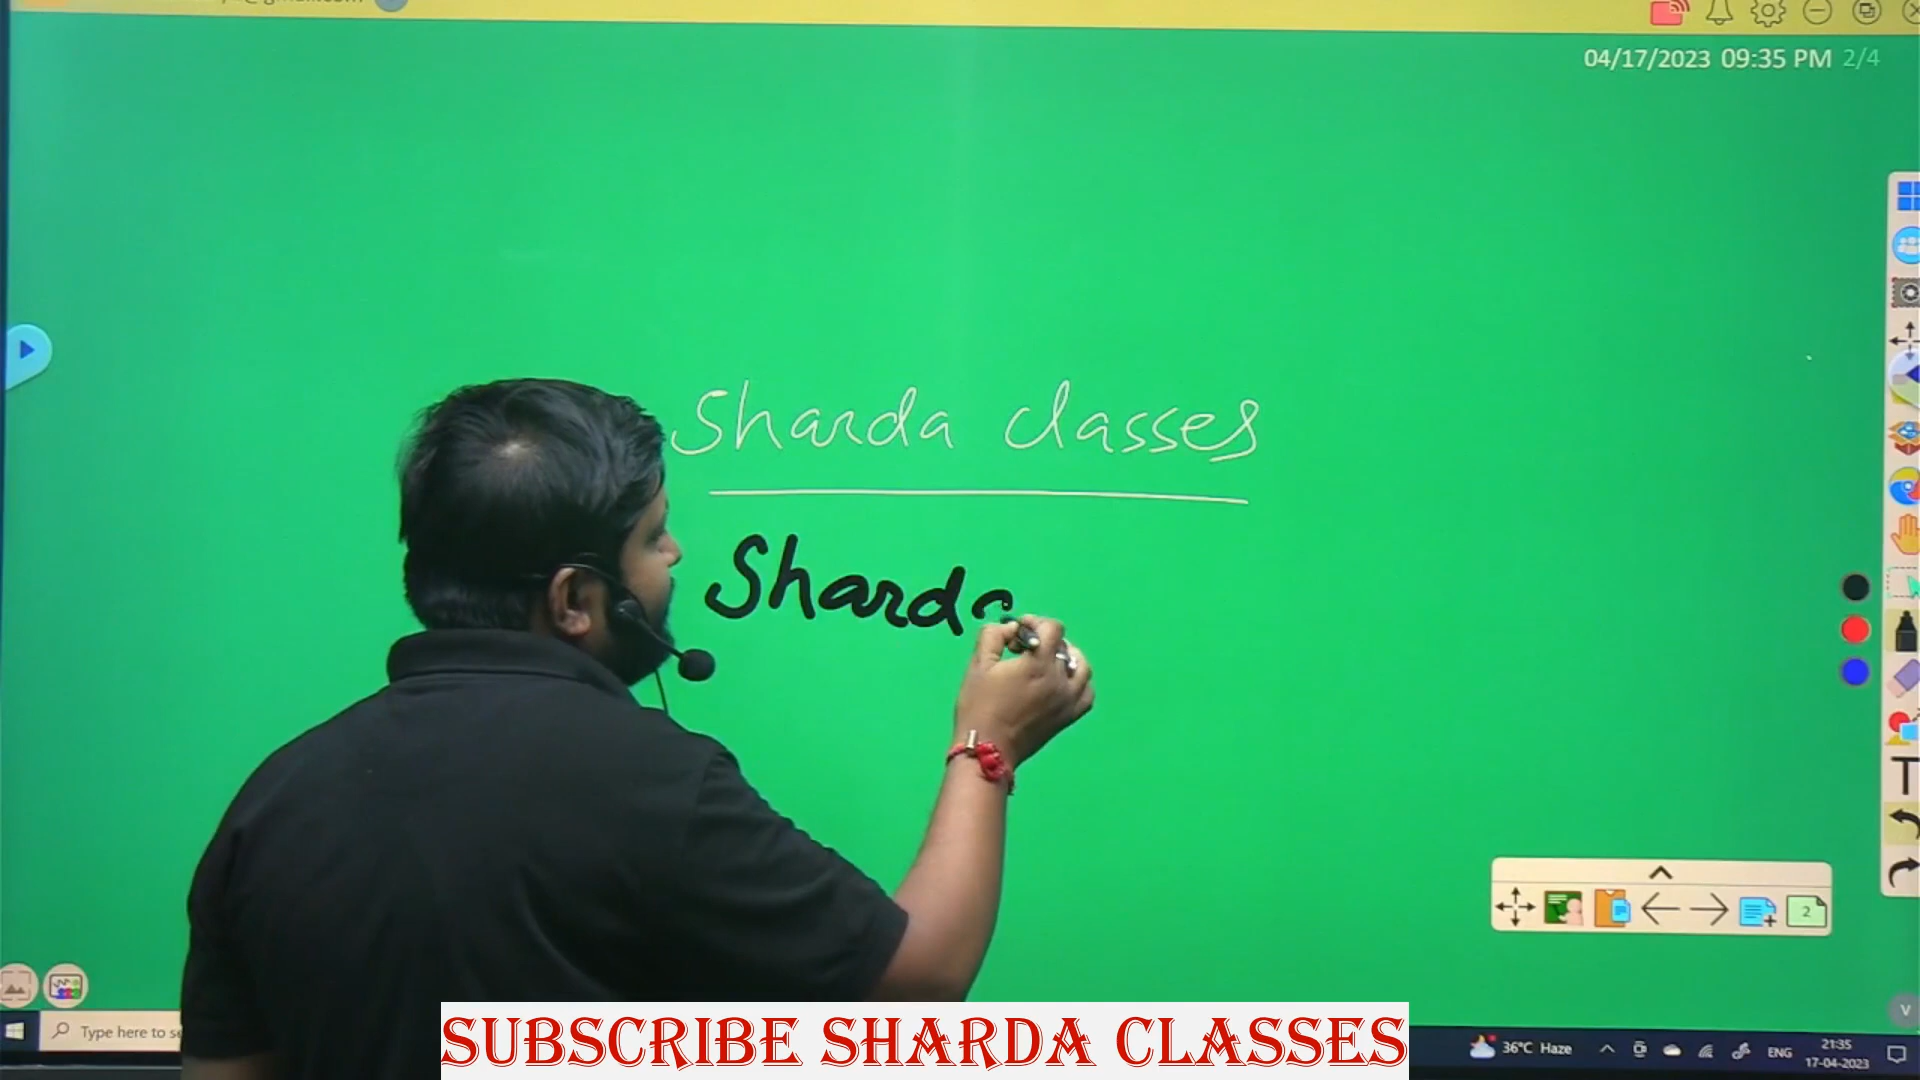 04/17/2023 09:35 PM 2/4
Sharda classes
Sharda
2
Type here to se
36°C Haze
ENG
21:35
17-04-2023
SUBSCRIBE SHARDA CLASSES